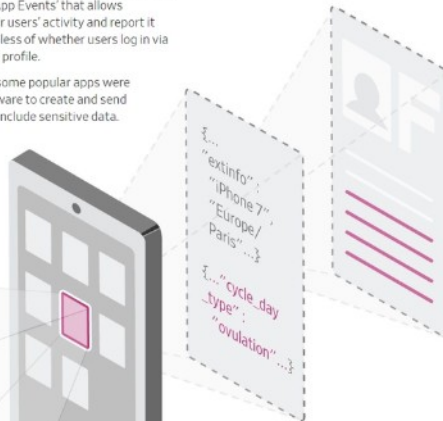 App Events' that allows
r users' activity and report it
less of whether users log in via
profile.
some popular apps were
ware to create and send
nclude sensitive data.
{...
"extinfo" :
"iPhone 7",
"Europe/
Paris" ...}
{..."cycle_day
_type" :
"ovulation" ...}